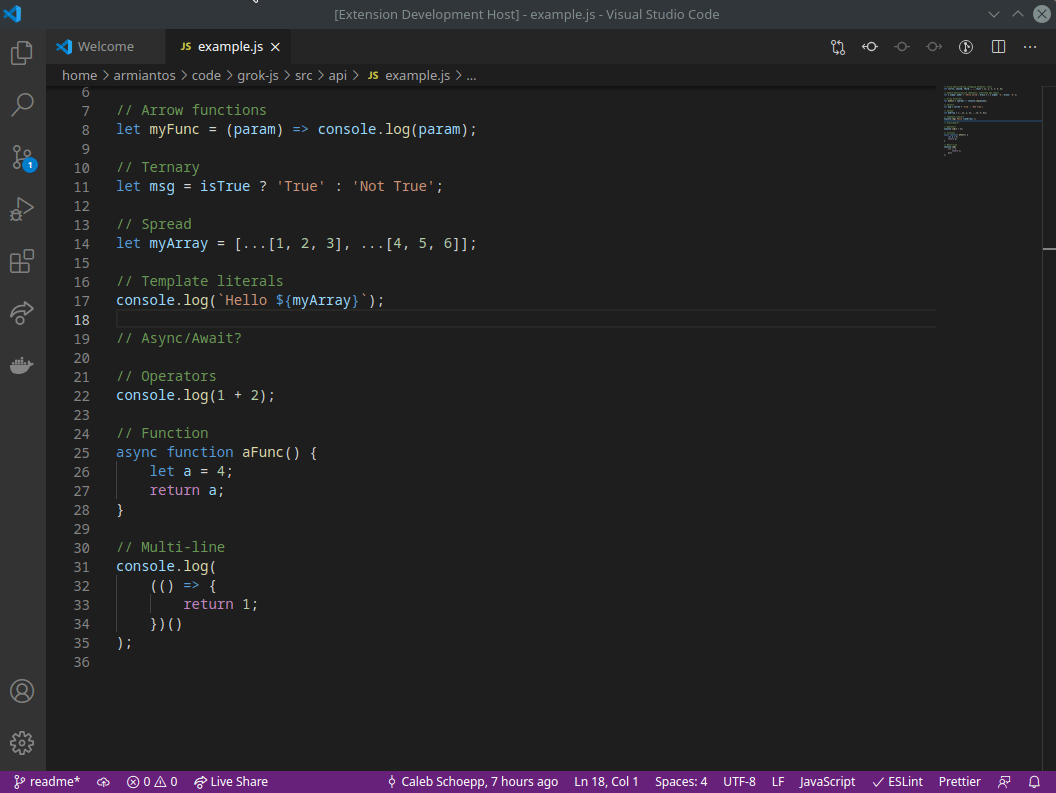 [Extension Development Host] - example.js - Visual Studio Code
Welcome
JS example.js
home > armiantos > code > grok-js > src > api > JS example.js > ...
6
7 // Arrow functions
8 let myFunc = (param) => console.log(param);
9
10 // Ternary
11 let msg = isTrue ? 'True' : 'Not True';
12
13 // Spread
14 let myArray = [...[1, 2, 3], ...[4, 5, 6]];
15
16 // Template literals
17 console.log(`Hello ${myArray}`);
18
19 // Async/Await?
20
21 // Operators
22 console.log(1 + 2);
23
24 // Function
25 async function aFunc() {
26 let a = 4;
27 return a;
28 }
29
30 // Multi-line
31 console.log(
32 (() => {
33 return 1;
34 })()
35 );
36
1
readme* 0 0 Live Share Caleb Schoepp, 7 hours ago Ln 18, Col 1 Spaces: 4 UTF-8 LF JavaScript ESLint Prettier